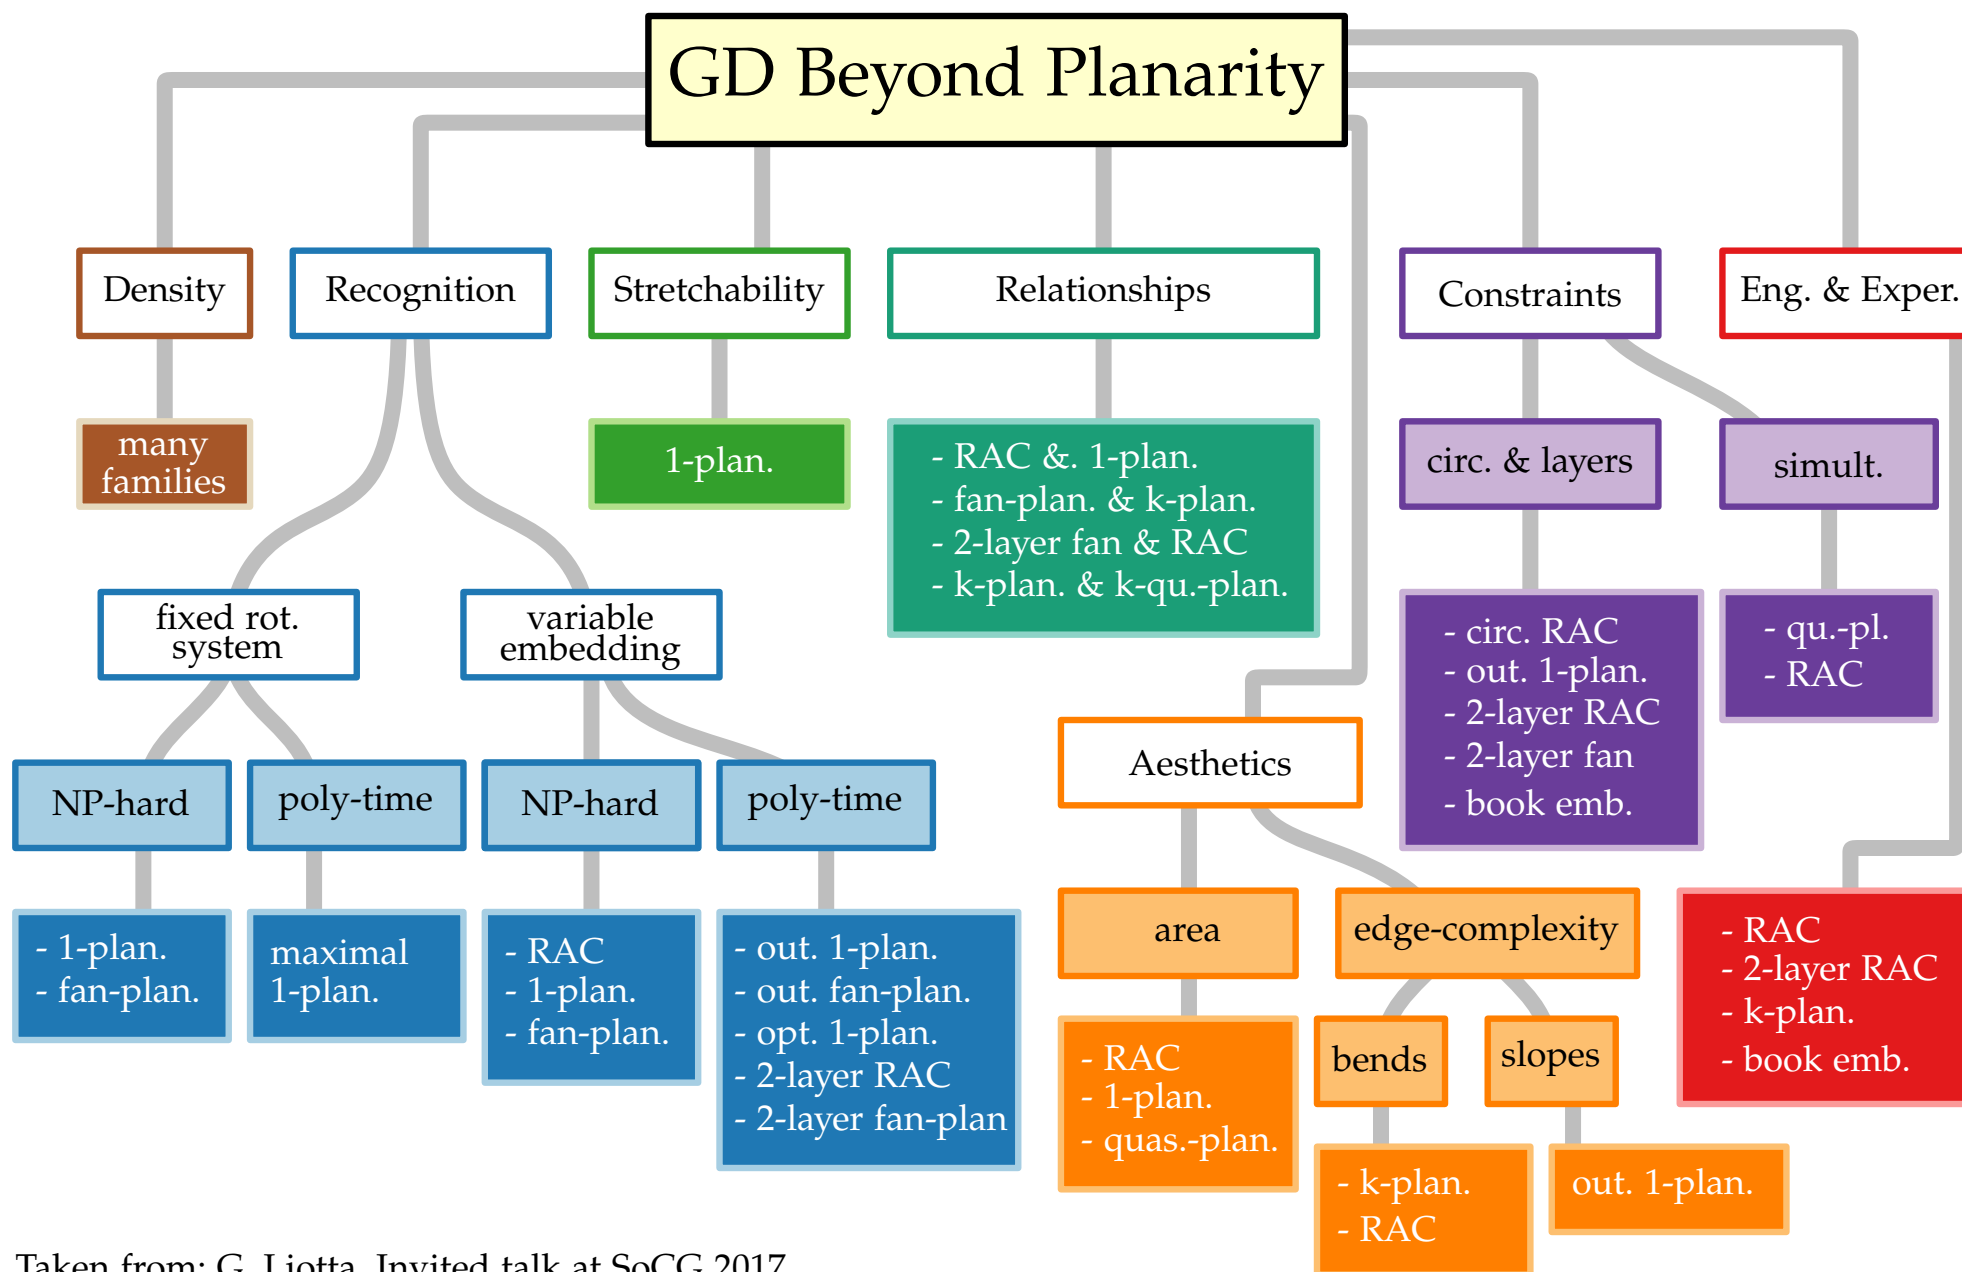 GD Beyond Planarity
Density
Recognition
Stretchability
Relationships
Constraints
Eng. & Exper.
many
families
1-plan.
- RAC &. 1-plan.
- fan-plan. & k-plan.
- 2-layer fan & RAC
- k-plan. & k-qu.-plan.
circ. & layers
simult.
fixed rot.
system
variable
embedding
- circ. RAC
- out. 1-plan.
- 2-layer RAC
- 2-layer fan
- book emb.
- qu.-pl.
- RAC
Aesthetics
NP-hard
poly-time
NP-hard
poly-time
area
edge-complexity
- 1-plan.
- fan-plan.
maximal
1-plan.
- RAC
- 1-plan.
- fan-plan.
- out. 1-plan.
- out. fan-plan.
- opt. 1-plan.
- 2-layer RAC
- 2-layer fan-plan
- RAC
- 2-layer RAC
- k-plan.
- book emb.
- RAC
- 1-plan.
- quas.-plan.
bends
slopes
- k-plan.
- RAC
out. 1-plan.
Taken from: G. Liotta, Invited talk at SoCG 2017